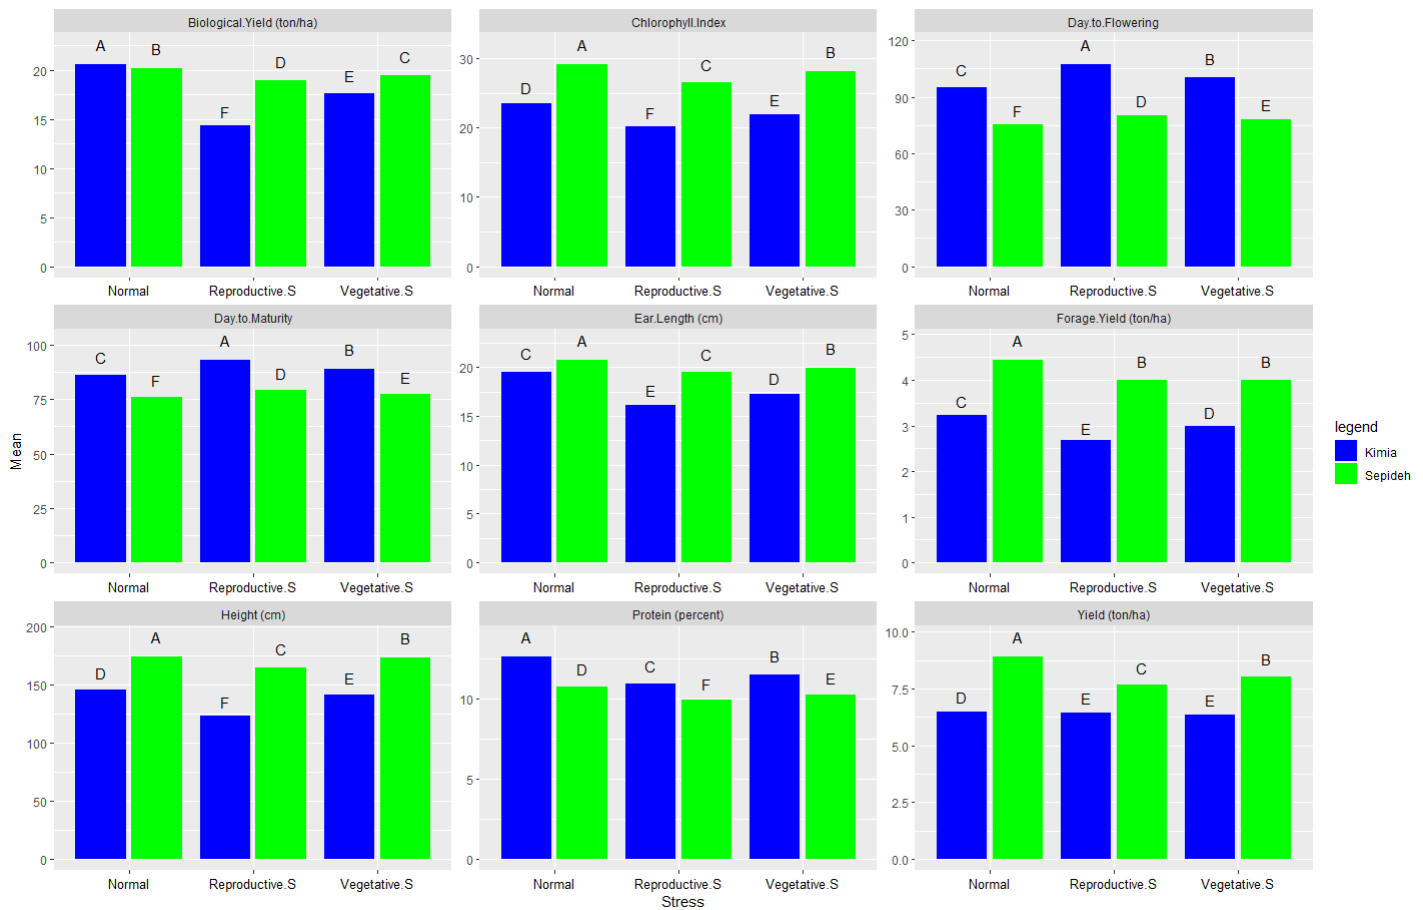 Biological.Yield (ton/ha)
A
B
F
D
E
C
20
15
10
5
0
Normal
Reproductive.S
Vegetative.S
Chlorophyll.Index
D
A
F
C
E
B
30
20
10
0
Normal
Reproductive.S
Vegetative.S
Day.to.Flowering
C
F
A
D
B
E
120
90
60
30
0
Normal
Reproductive.S
Vegetative.S
Day.to.Maturity
C
F
A
D
B
E
100
75
50
25
0
Normal
Reproductive.S
Vegetative.S
Ear.Length (cm)
C
A
E
C
D
B
20
15
10
5
0
Normal
Reproductive.S
Vegetative.S
Forage.Yield (ton/ha)
C
A
E
B
D
B
5
4
3
2
1
0
Normal
Reproductive.S
Vegetative.S
Height (cm)
D
A
F
C
E
B
200
150
100
50
0
Normal
Reproductive.S
Vegetative.S
Protein (percent)
A
D
C
F
B
E
10
5
0
Normal
Reproductive.S
Vegetative.S
Yield (ton/ha)
D
A
E
C
E
B
10.0
7.5
5.0
2.5
0.0
Normal
Reproductive.S
Vegetative.S
Mean
Stress
legend
Kimia
Sepideh